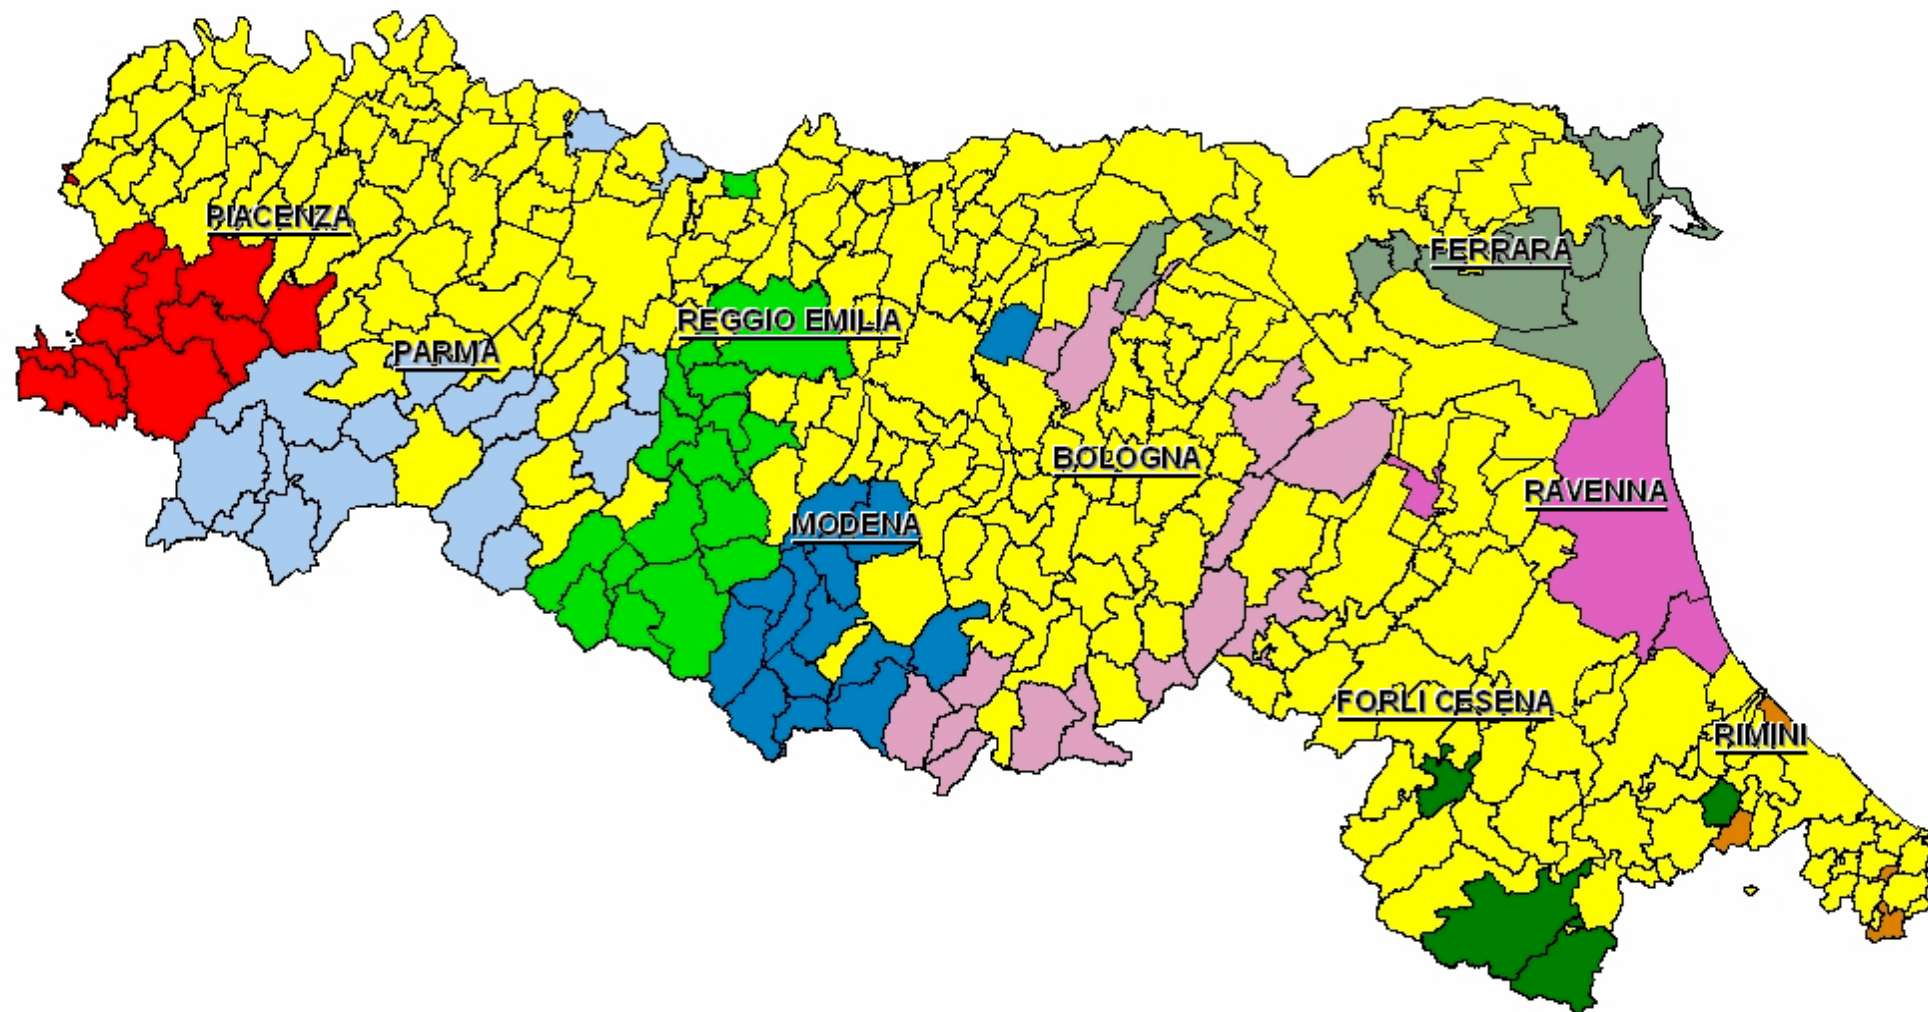 PIACENZA
FERRARA
REGGIO EMILIA
PARMA
BOLOGNA
RAVENNA
MODENA
FORLI CESENA
RIMINI